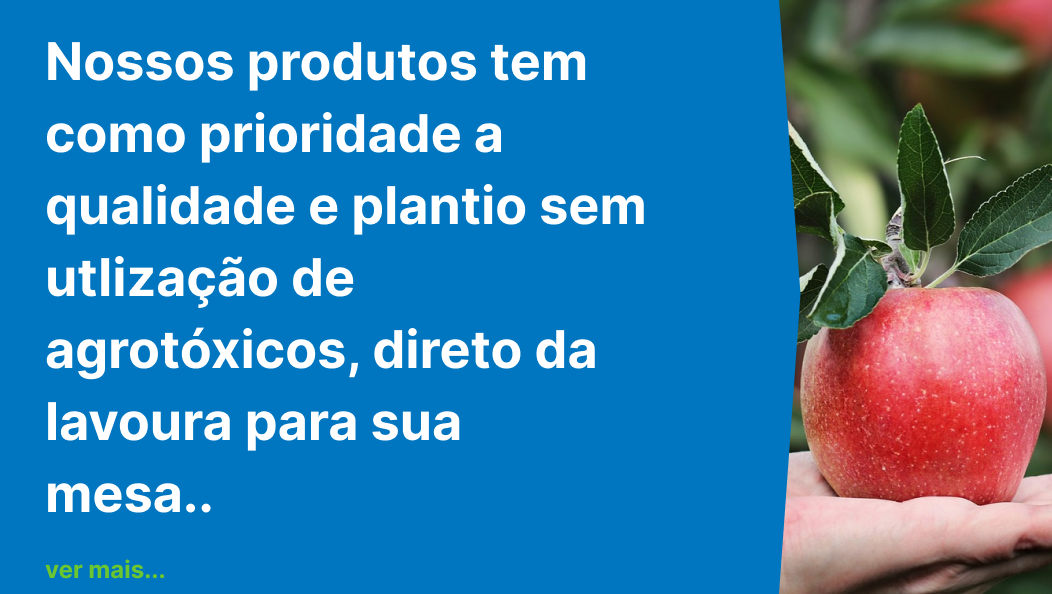 Nossos produtos tem
como prioridade a
qualidade e plantio sem
utlização de
agrotóxicos, direto da
lavoura para sua
mesa..
ver mais...